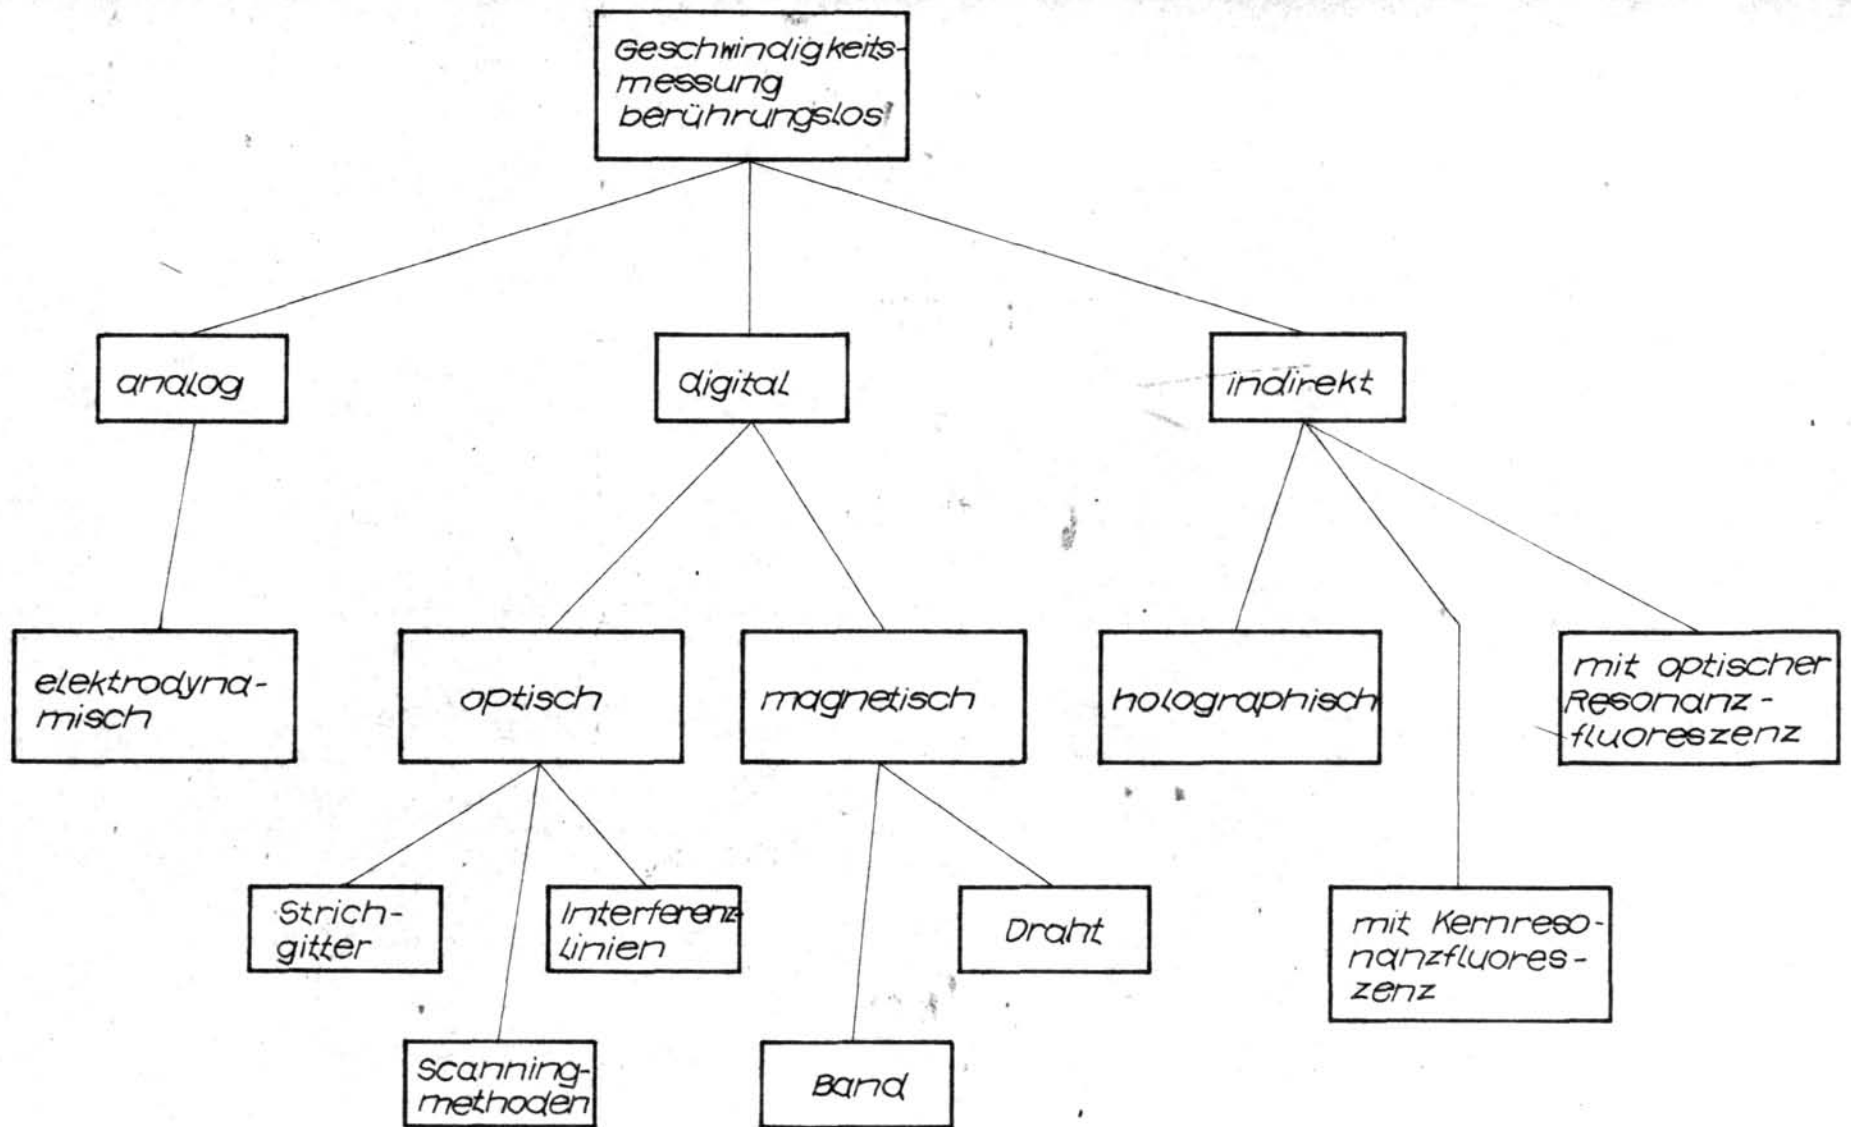 Geschwindigkeits-
messung
berührungslos
analog
digital
indirekt
elektrodyna-
misch
optisch
magnetisch
holographisch
mit optischer
Resonanz-
fluoreszenz
Strich-
gitter
Interferenz-
linien
Draht
mit Kernreso-
nanzfluores-
zenz
Scanning-
methoden
Band